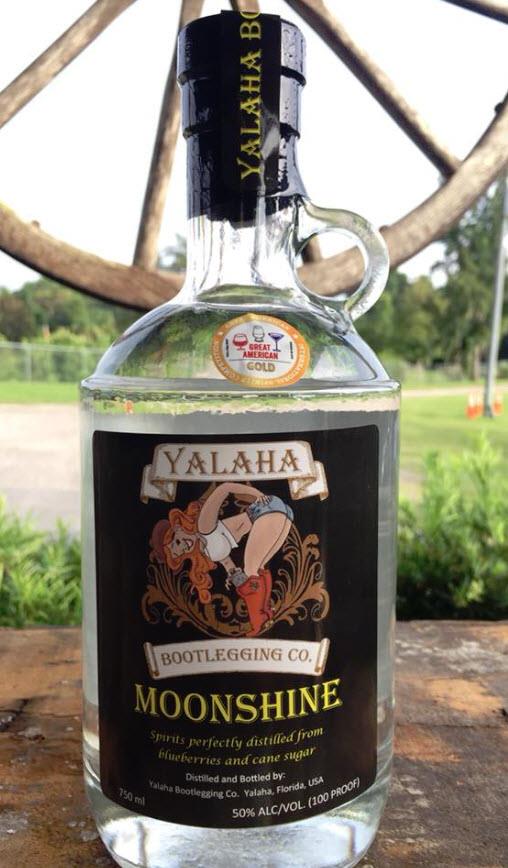 YALAHA BO
GREAT
AMERICAN
GOLD
YALAHA
BOOTLEGGING CO.
MOONSHINE
Spirits perfectly distilled from
blueberries and cane sugar
Distilled and Bottled by:
Yalaha Bootlegging Co. Yalaha, Florida, USA
750 ml
50% ALC/VOL. (100 PROOF)